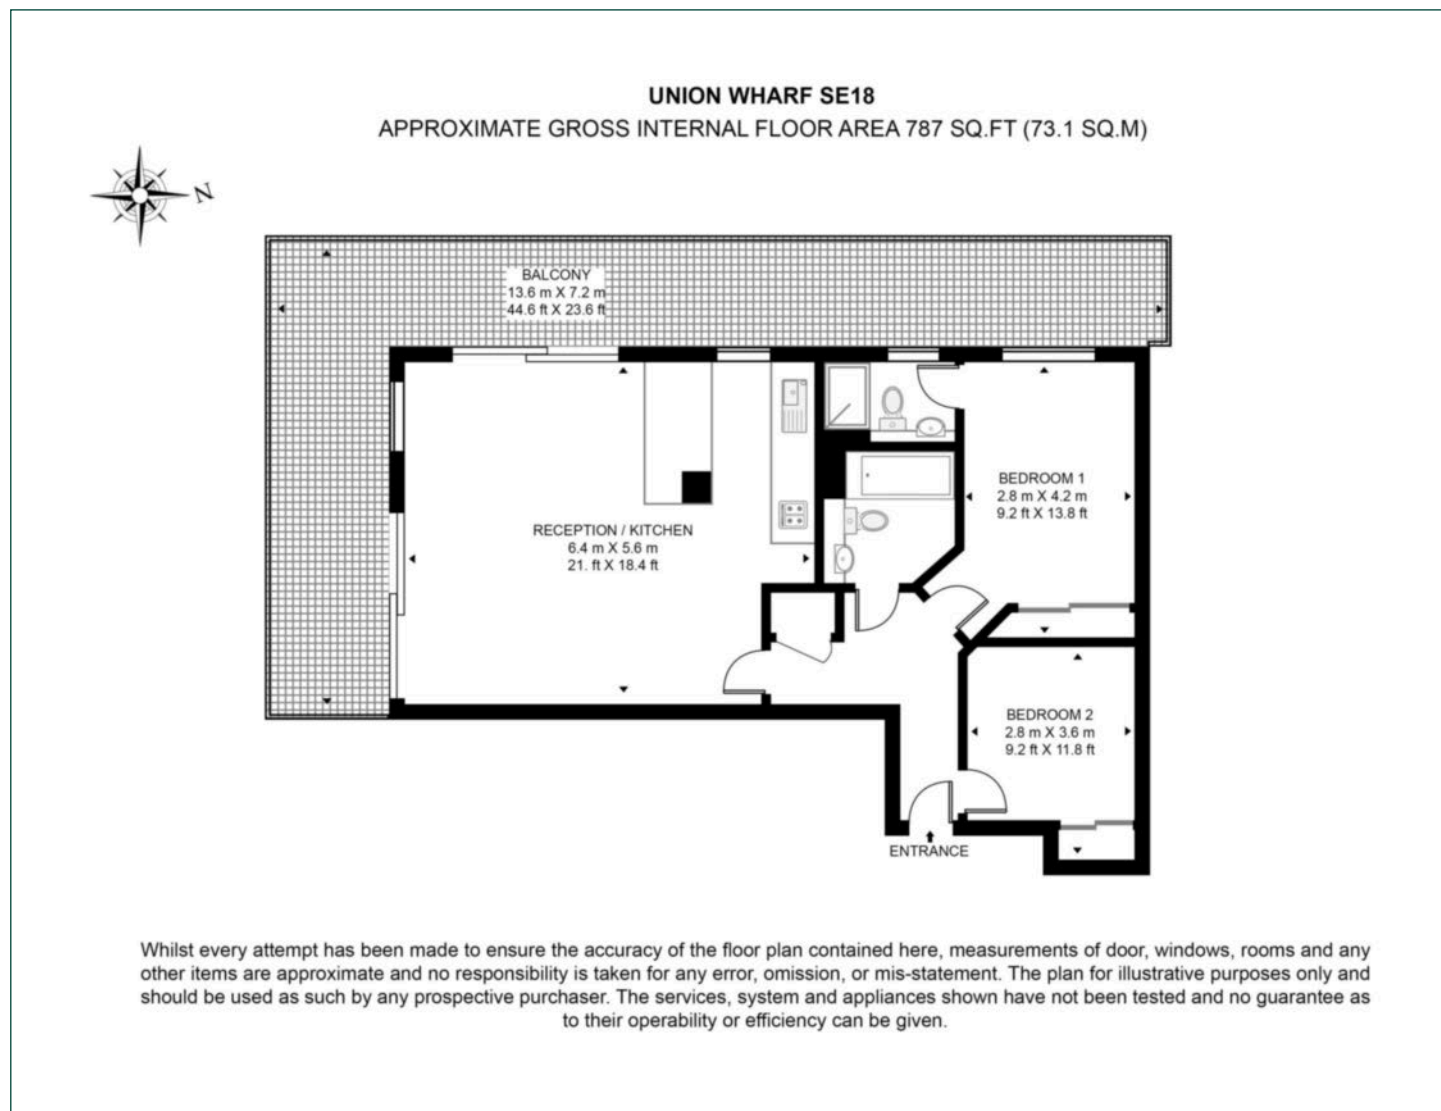 UNION WHARF SE18
APPROXIMATE GROSS INTERNAL FLOOR AREA 787 SQ.FT (73.1 SQ.M)
N
BALCONY
13.6 m X 7.2 m
44.6 ft X 23.6 ft
BEDROOM 1
2.8 m X 4.2 m
9.2 ft X 13.8 ft
RECEPTION / KITCHEN
6.4 m X 5.6 m
21. ft X 18.4 ft
BEDROOM 2
2.8 m X 3.6 m
9.2 ft X 11.8 ft
ENTRANCE
Whilst every attempt has been made to ensure the accuracy of the floor plan contained here, measurements of door, windows, rooms and any
other items are approximate and no responsibility is taken for any error, omission, or mis-statement. The plan for illustrative purposes only and
should be used as such by any prospective purchaser. The services, system and appliances shown have not been tested and no guarantee as
to their operability or efficiency can be given.